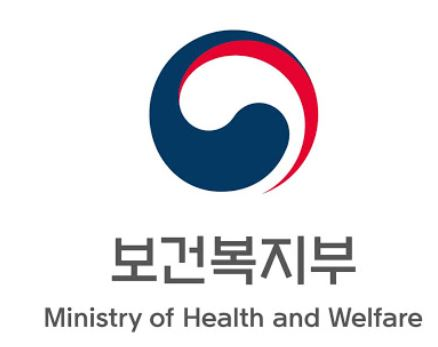 보건복지부
Ministry of Health and Welfare